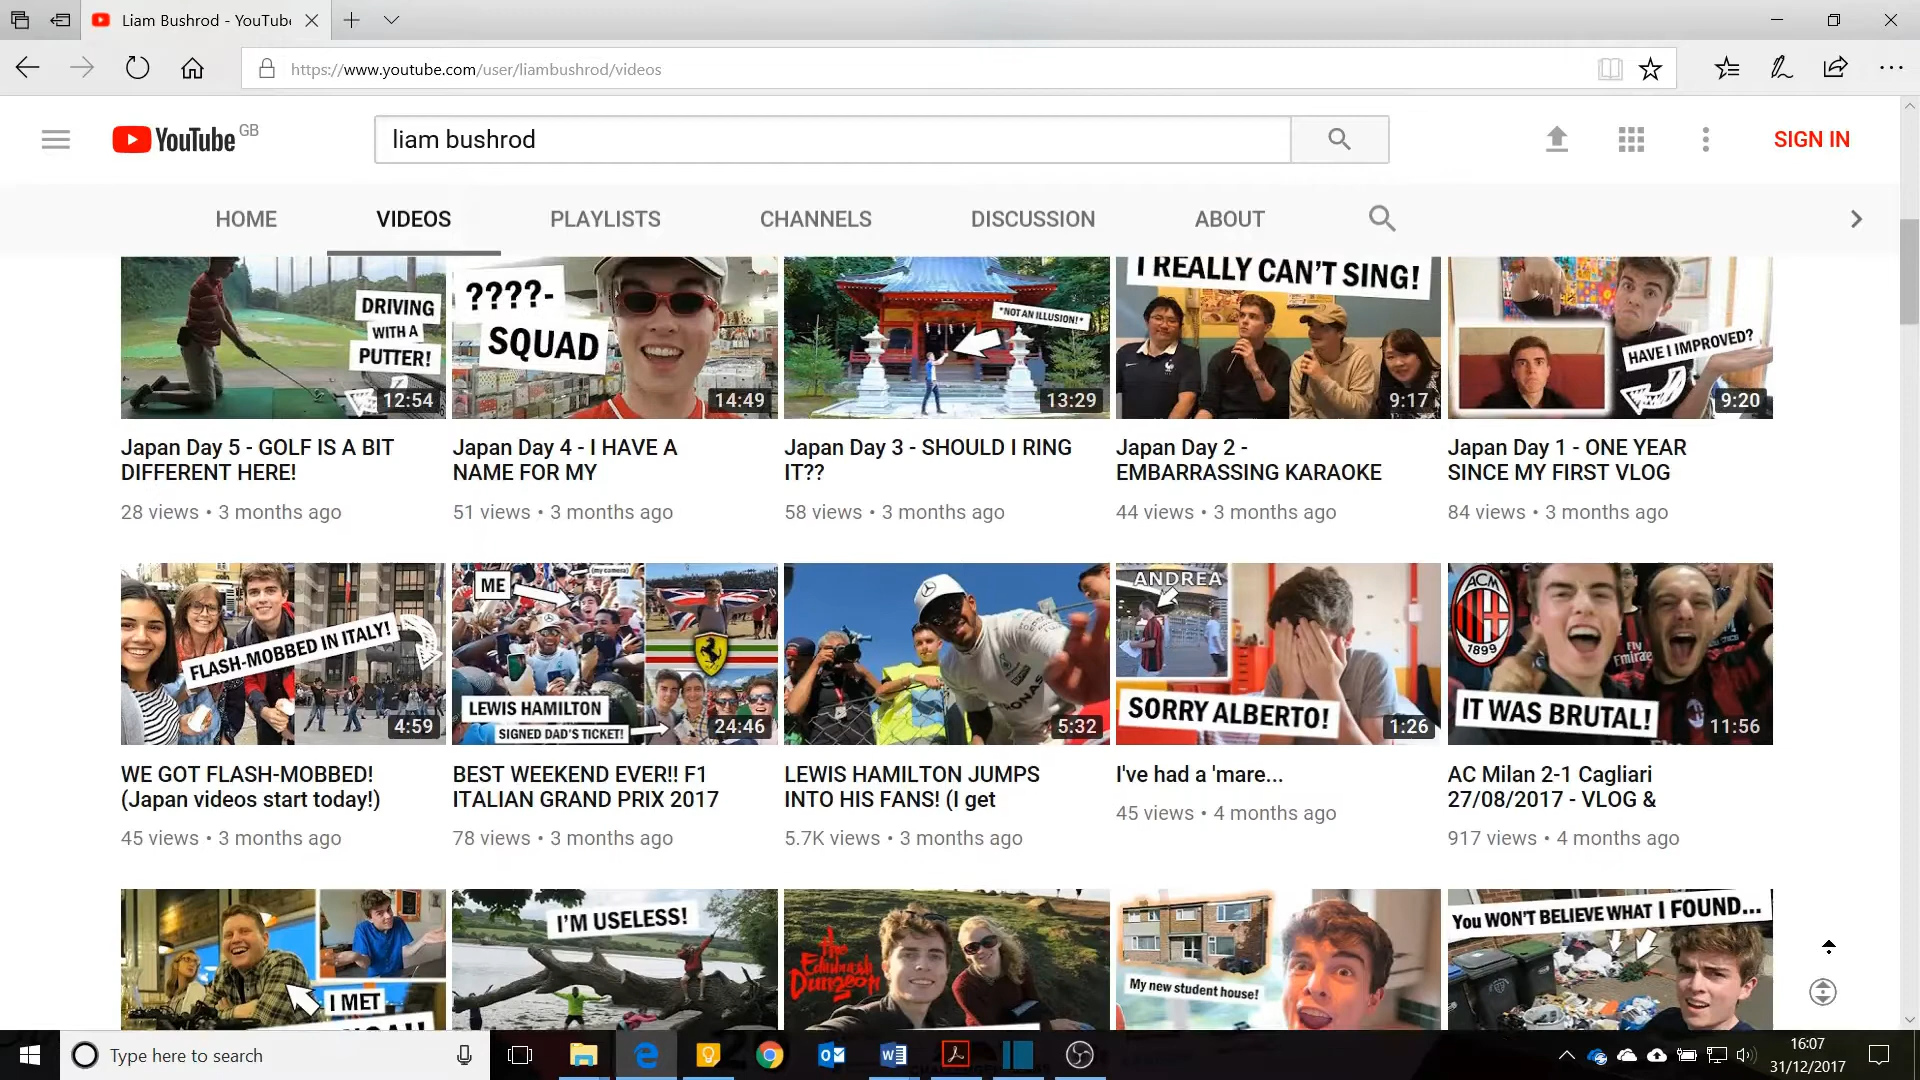 Liam Bushrod - YouTube
https://www.youtube.com/user/liambushrod/videos
YouTube GB
liam bushrod
SIGN IN
HOME VIDEOS PLAYLISTS CHANNELS DISCUSSION ABOUT
DRIVING
WITH A
PUTTER!
12:54
????-
SQUAD
14:49
*NOT AN ILLUSION!*
13:29
I REALLY CAN'T SING!
9:17
HAVE I IMPROVED?
9:20
Japan Day 5 - GOLF IS A BIT
DIFFERENT HERE!
28 views • 3 months ago
Japan Day 4 - I HAVE A
NAME FOR MY
51 views • 3 months ago
Japan Day 3 - SHOULD I RING
IT??
58 views • 3 months ago
Japan Day 2 -
EMBARRASSING KARAOKE
44 views • 3 months ago
Japan Day 1 - ONE YEAR
SINCE MY FIRST VLOG
84 views • 3 months ago
FLASH-MOBBED IN ITALY!
4:59
ME
(my camera)
LEWIS HAMILTON
SIGNED DAD'S TICKET!
24:46
5:32
ANDREA
SORRY ALBERTO!
1:26
ACM
1899
Fly
Emirates
IT WAS BRUTAL!
11:56
WE GOT FLASH-MOBBED!
(Japan videos start today!)
45 views • 3 months ago
BEST WEEKEND EVER!! F1
ITALIAN GRAND PRIX 2017
78 views • 3 months ago
LEWIS HAMILTON JUMPS
INTO HIS FANS! (I get
5.7K views • 3 months ago
I've had a 'mare...
45 views • 4 months ago
AC Milan 2-1 Cagliari
27/08/2017 - VLOG &
917 views • 4 months ago
I MET
I'M USELESS!
the
Edinburgh
Dungeon
My new student house!
You WON'T BELIEVE WHAT I FOUND...
Type here to search
16:07
31/12/2017